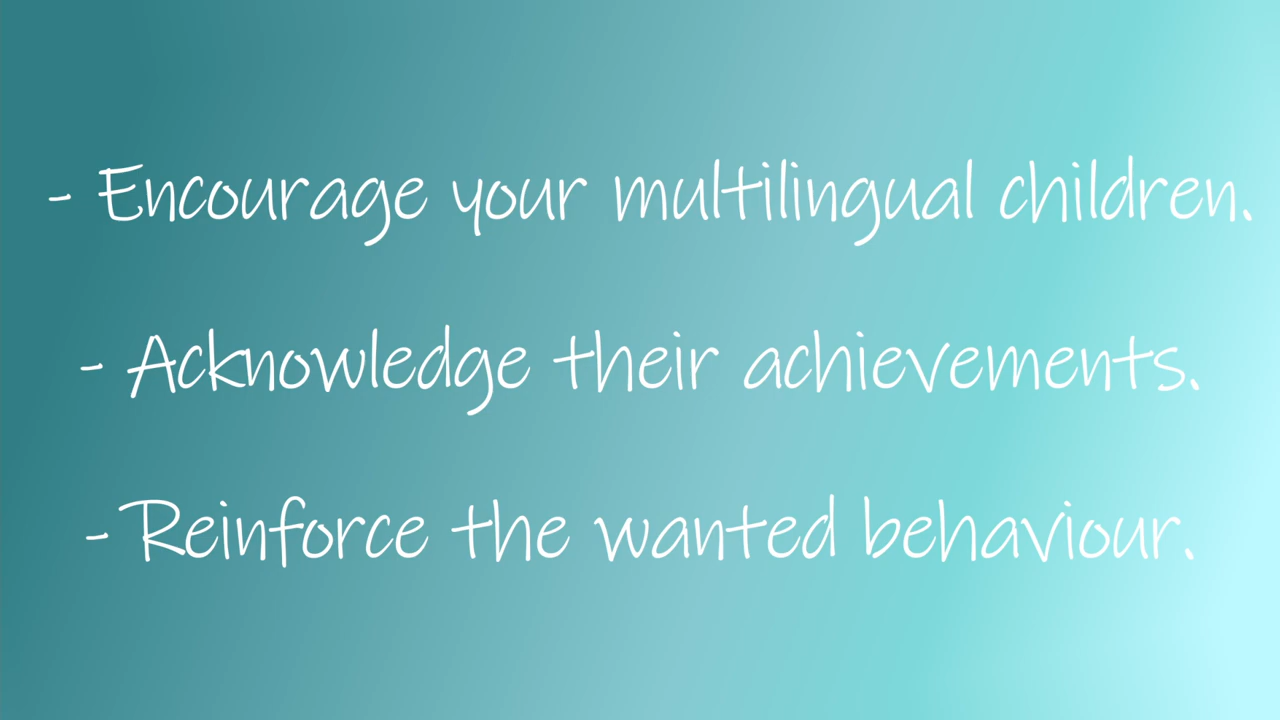 - Encourage your multilingual children.
- Acknowledge their achievements.
- Reinforce the wanted behaviour.